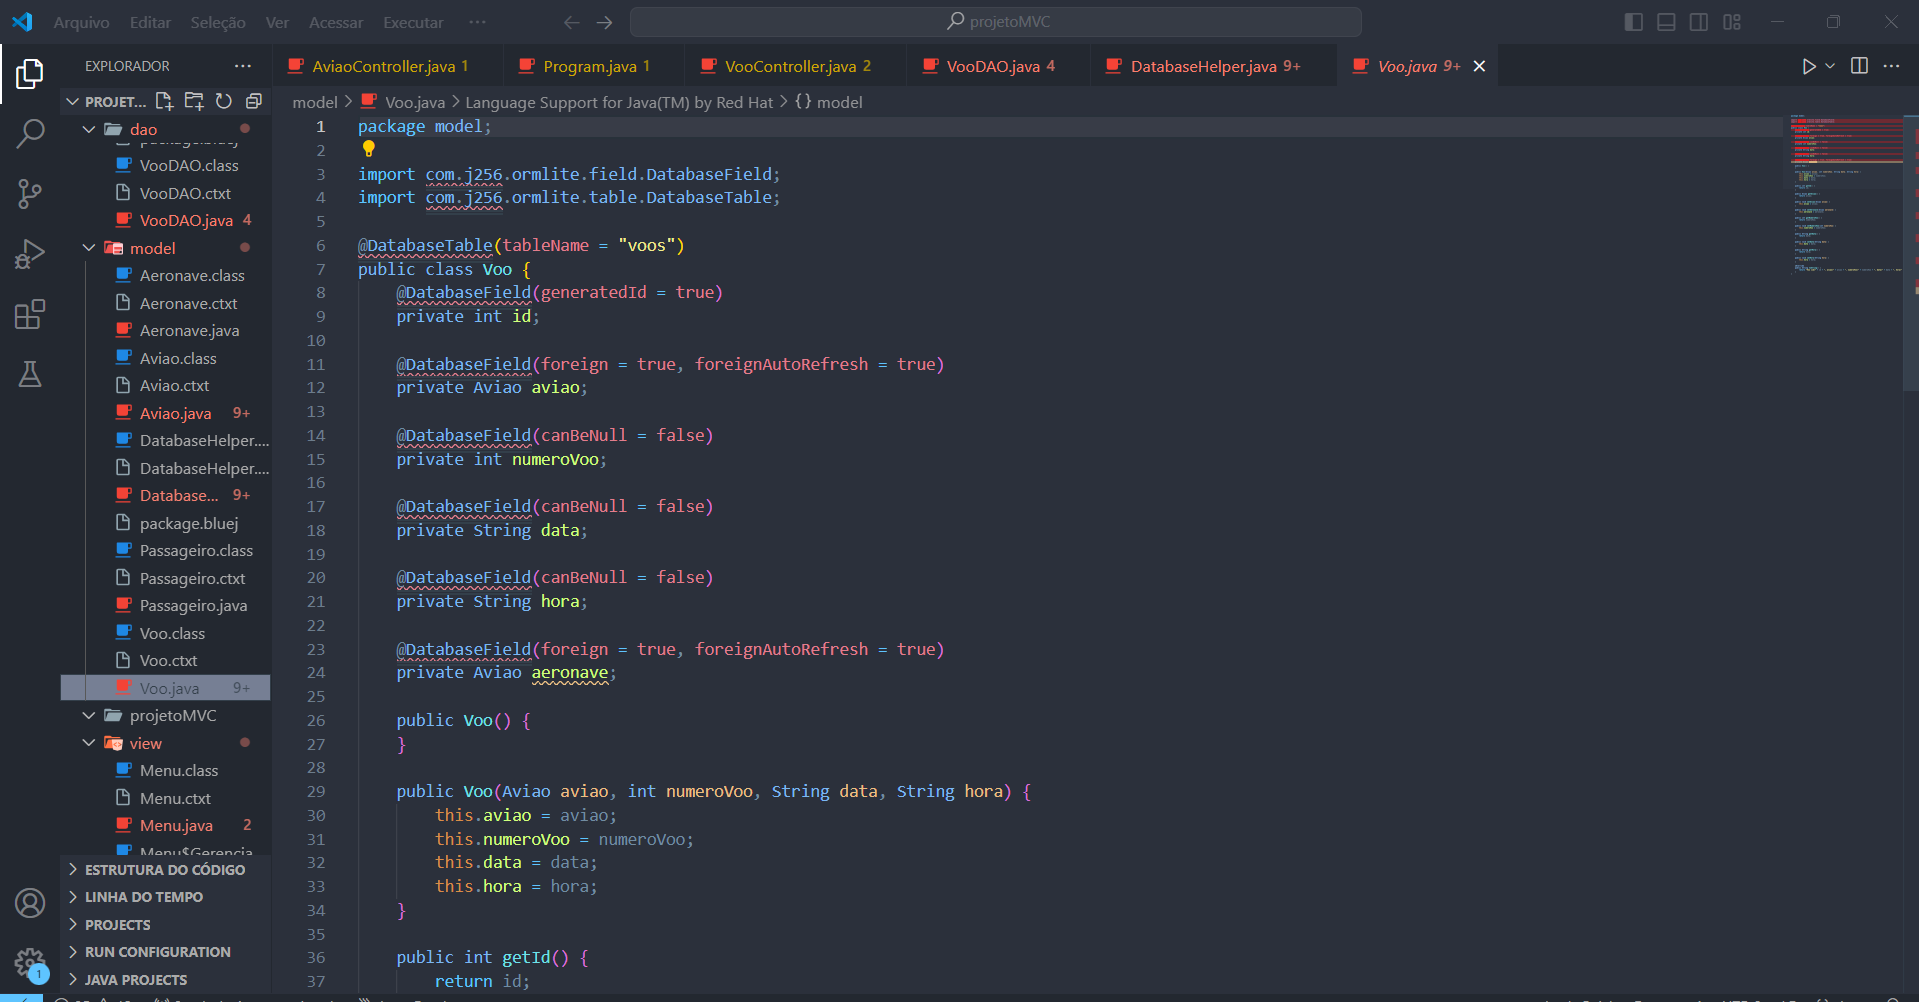 Arquivo Editar Seleção Ver Acessar Executar ··· projetoMVC
EXPLORADOR ···
AviaoController.java 1 Program.java 1 VooController.java 2 VooDAO.java 4 DatabaseHelper.java 9+ Voo.java 9+
PROJET...
model > Voo.java > Language Support for Java(TM) by Red Hat > {} model
dao
package.bluej
VooDAO.class
VooDAO.ctxt
VooDAO.java 4
model
Aeronave.class
Aeronave.ctxt
Aeronave.java
Aviao.class
Aviao.ctxt
Aviao.java 9+
DatabaseHelper....
DatabaseHelper....
Database... 9+
package.bluej
Passageiro.class
Passageiro.ctxt
Passageiro.java
Voo.class
Voo.ctxt
Voo.java 9+
projetoMVC
view
Menu.class
Menu.ctxt
Menu.java 2
Menu$Gerencia
ESTRUTURA DO CÓDIGO
LINHA DO TEMPO
PROJECTS
RUN CONFIGURATION
JAVA PROJECTS
1
1 package model;
2
3 import com.j256.ormlite.field.DatabaseField;
4 import com.j256.ormlite.table.DatabaseTable;
5
6 @DatabaseTable(tableName = "voos")
7 public class Voo {
8 @DatabaseField(generatedId = true)
9 private int id;
10
11 @DatabaseField(foreign = true, foreignAutoRefresh = true)
12 private Aviao aviao;
13
14 @DatabaseField(canBeNull = false)
15 private int numeroVoo;
16
17 @DatabaseField(canBeNull = false)
18 private String data;
19
20 @DatabaseField(canBeNull = false)
21 private String hora;
22
23 @DatabaseField(foreign = true, foreignAutoRefresh = true)
24 private Aviao aeronave;
25
26 public Voo() {
27 }
28
29 public Voo(Aviao aviao, int numeroVoo, String data, String hora) {
30 this.aviao = aviao;
31 this.numeroVoo = numeroVoo;
32 this.data = data;
33 this.hora = hora;
34 }
35
36 public int getId() {
37 return id;